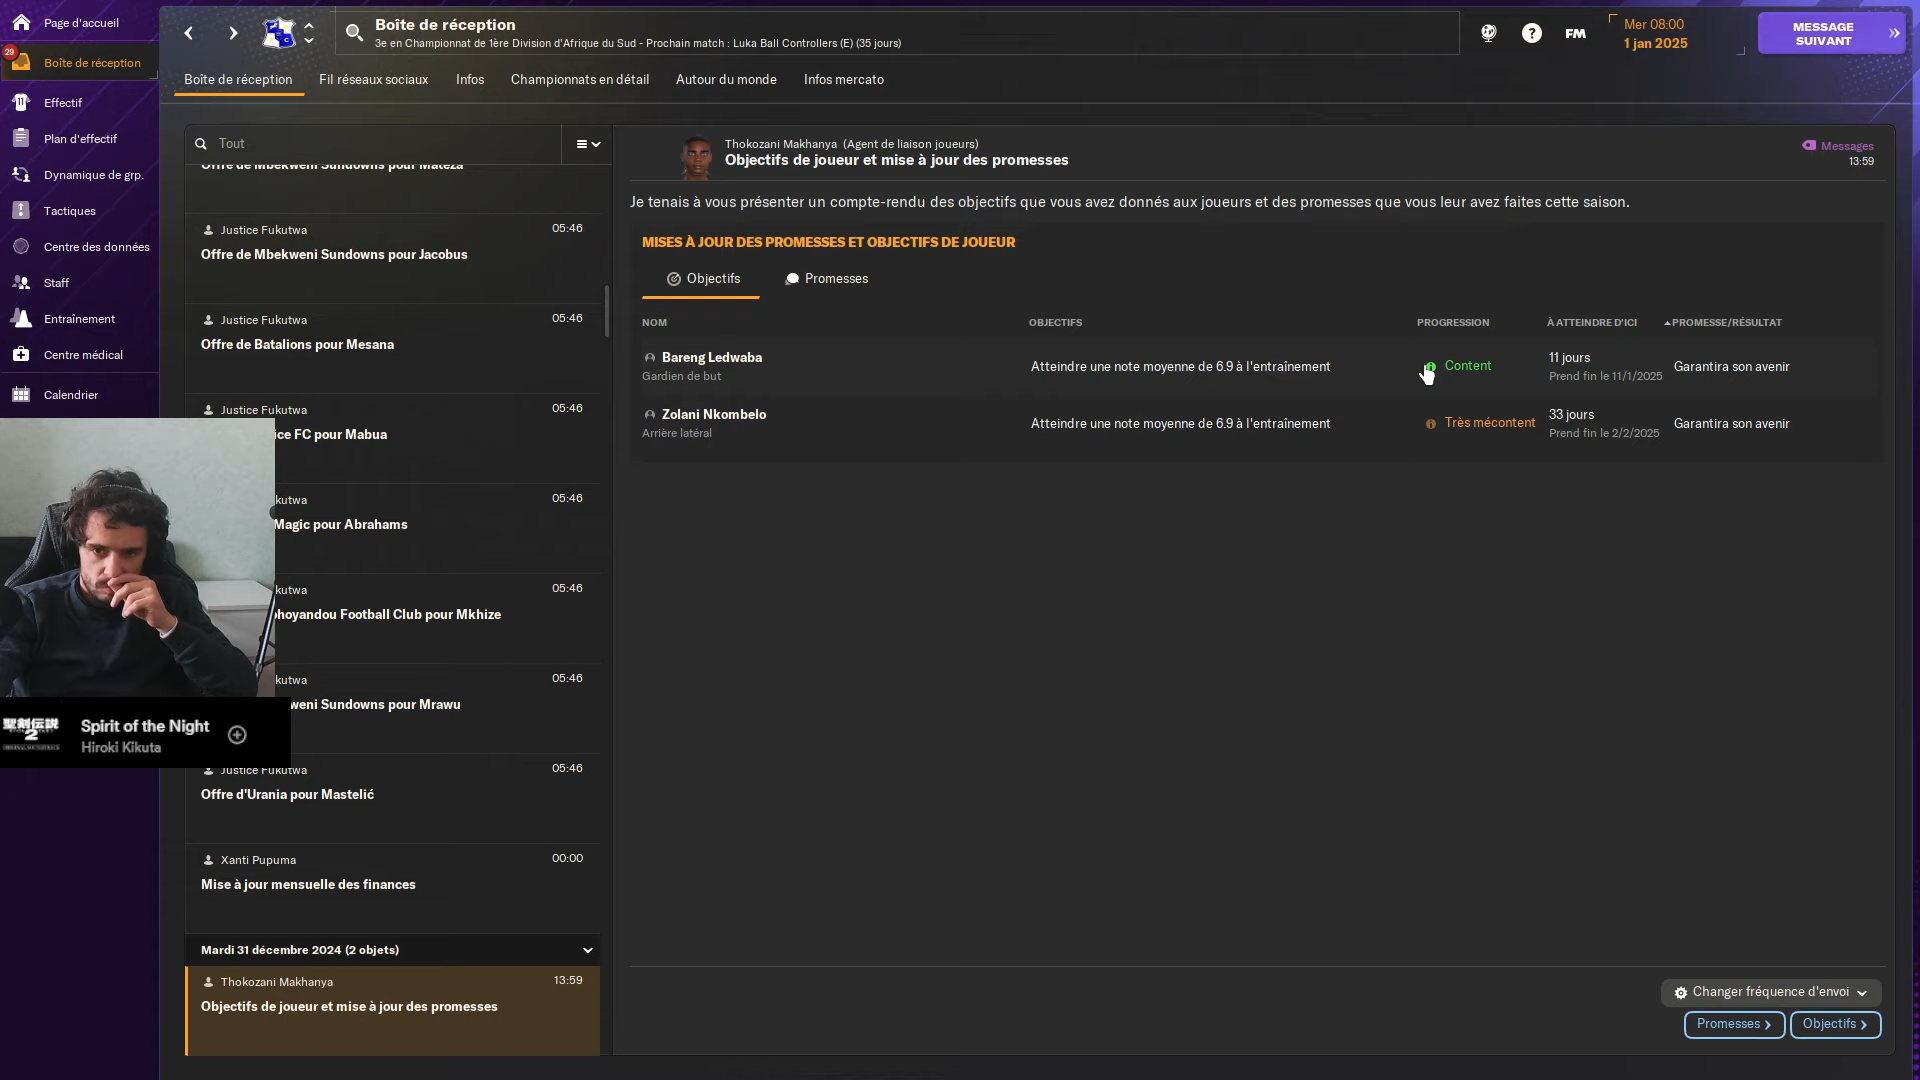 Page d'accueil
29
Boîte de réception
Effectif
Plan d'effectif
Dynamique de grp.
Tactiques
Centre des données
Staff
Entraînement
Centre médical
Calendrier
Boîte de réception
3e en Championnat de 1ère Division d'Afrique du Sud - Prochain match : Luka Ball Controllers (E) (35 jours)
?
FM
Mer 08:00
1 jan 2025
MESSAGE
SUIVANT
Boîte de réception
Fil réseaux sociaux
Infos
Championnats en détail
Autour du monde
Infos mercato
Tout
Offre de Mbekweni Sundowns pour Mateza
Justice Fukutwa 05:46
Offre de Mbekweni Sundowns pour Jacobus
Justice Fukutwa 05:46
Offre de Batalions pour Mesana
Justice Fukutwa 05:46
ice FC pour Mabua
kutwa 05:46
Magic pour Abrahams
kutwa 05:46
hoyandou Football Club pour Mkhize
kutwa 05:46
weni Sundowns pour Mrawu
Justice Fukutwa 05:46
Offre d'Urania pour Mastelić
Xanti Pupuma 00:00
Mise à jour mensuelle des finances
Mardi 31 décembre 2024 (2 objets)
Thokozani Makhanya 13:59
Objectifs de joueur et mise à jour des promesses
Thokozani Makhanya (Agent de liaison joueurs)
Objectifs de joueur et mise à jour des promesses
Messages
13:59
Je tenais à vous présenter un compte-rendu des objectifs que vous avez donnés aux joueurs et des promesses que vous leur avez faites cette saison.
MISES À JOUR DES PROMESSES ET OBJECTIFS DE JOUEUR
Objectifs
Promesses
NOM OBJECTIFS PROGRESSION À ATTEINDRE D'ICI PROMESSE/RÉSULTAT
Bareng Ledwaba
Gardien de but
Atteindre une note moyenne de 6.9 à l'entraînement
Content
11 jours
Prend fin le 11/1/2025
Garantira son avenir
Zolani Nkombelo
Arrière latéral
Atteindre une note moyenne de 6.9 à l'entraînement
Très mécontent
33 jours
Prend fin le 2/2/2025
Garantira son avenir
Changer fréquence d'envoi
Promesses
Objectifs
聖剣伝説
2
Spirit of the Night
Hiroki Kikuta